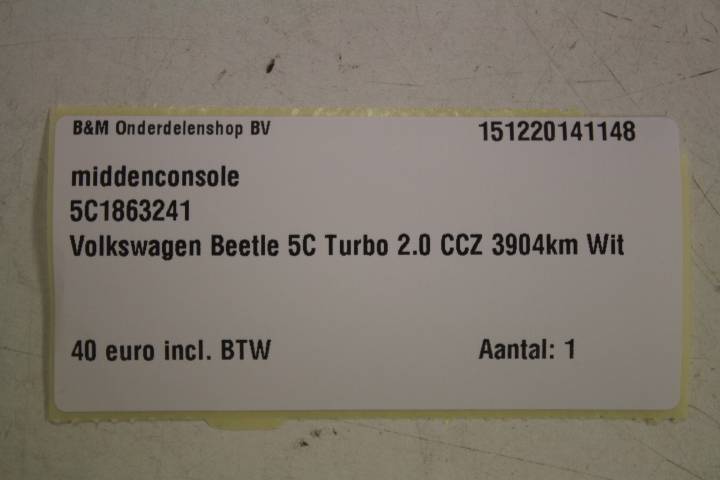 B&M Onderdelenshop BV 151220141148
middenconsole
5C1863241
Volkswagen Beetle 5C Turbo 2.0 CCZ 3904km Wit
40 euro incl. BTW Aantal: 1